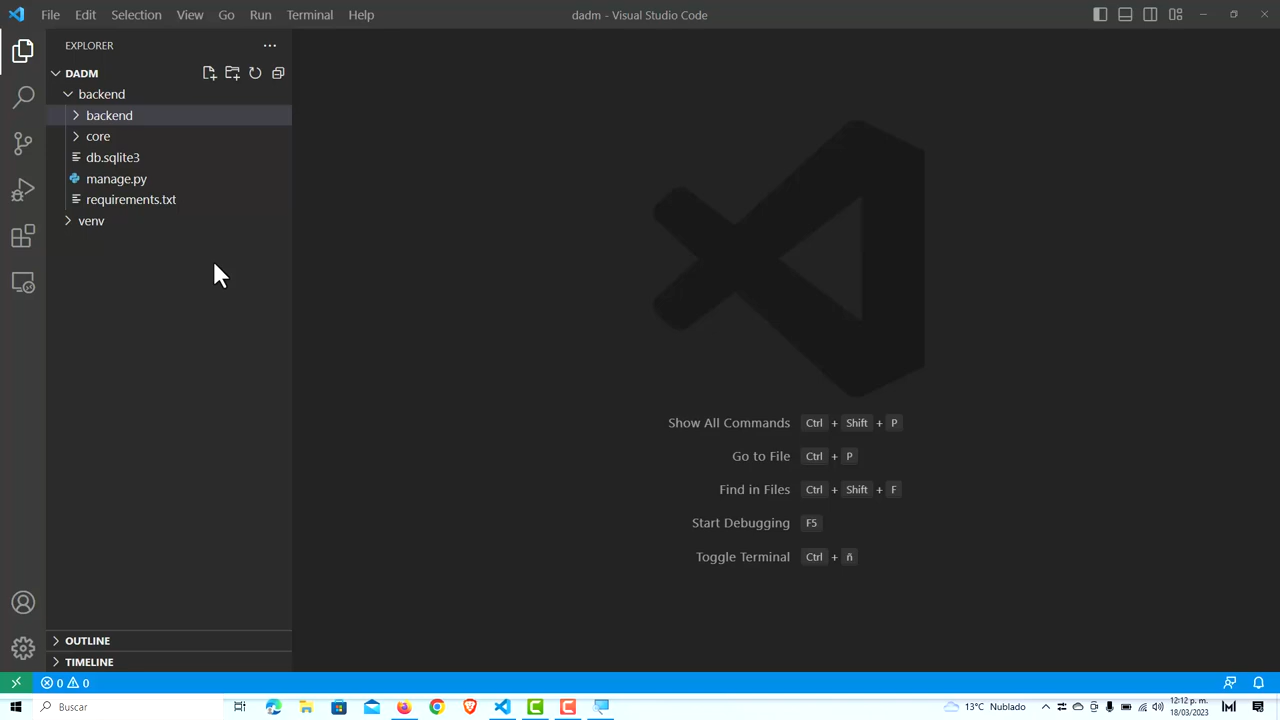 File Edit Selection View Go Run Terminal Help
dadm - Visual Studio Code
EXPLORER
DADM
backend
backend
core
db.sqlite3
manage.py
requirements.txt
venv
Show All Commands Ctrl + Shift + P
Go to File Ctrl + P
Find in Files Ctrl + Shift + F
Start Debugging F5
Toggle Terminal Ctrl + ñ
OUTLINE
TIMELINE
0 0
Buscar
13°C Nublado
12:12 p. m.
18/03/2023